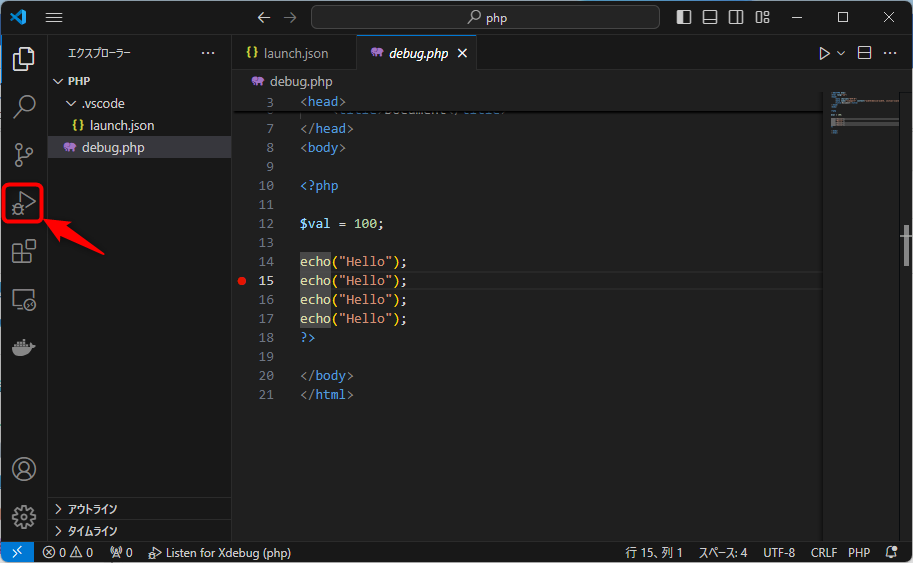 php
エクスプローラー
PHP
.vscode
launch.json
debug.php
アウトライン
タイムライン
launch.json
debug.php
debug.php
3 <head>
7 </head>
8 <body>
9
10 <?php
11
12 $val = 100;
13
14 echo("Hello");
15 echo("Hello");
16 echo("Hello");
17 echo("Hello");
18 ?>
19
20 </body>
21 </html>
0 0 0 Listen for Xdebug (php) 行 15、列 1 スペース: 4 UTF-8 CRLF PHP